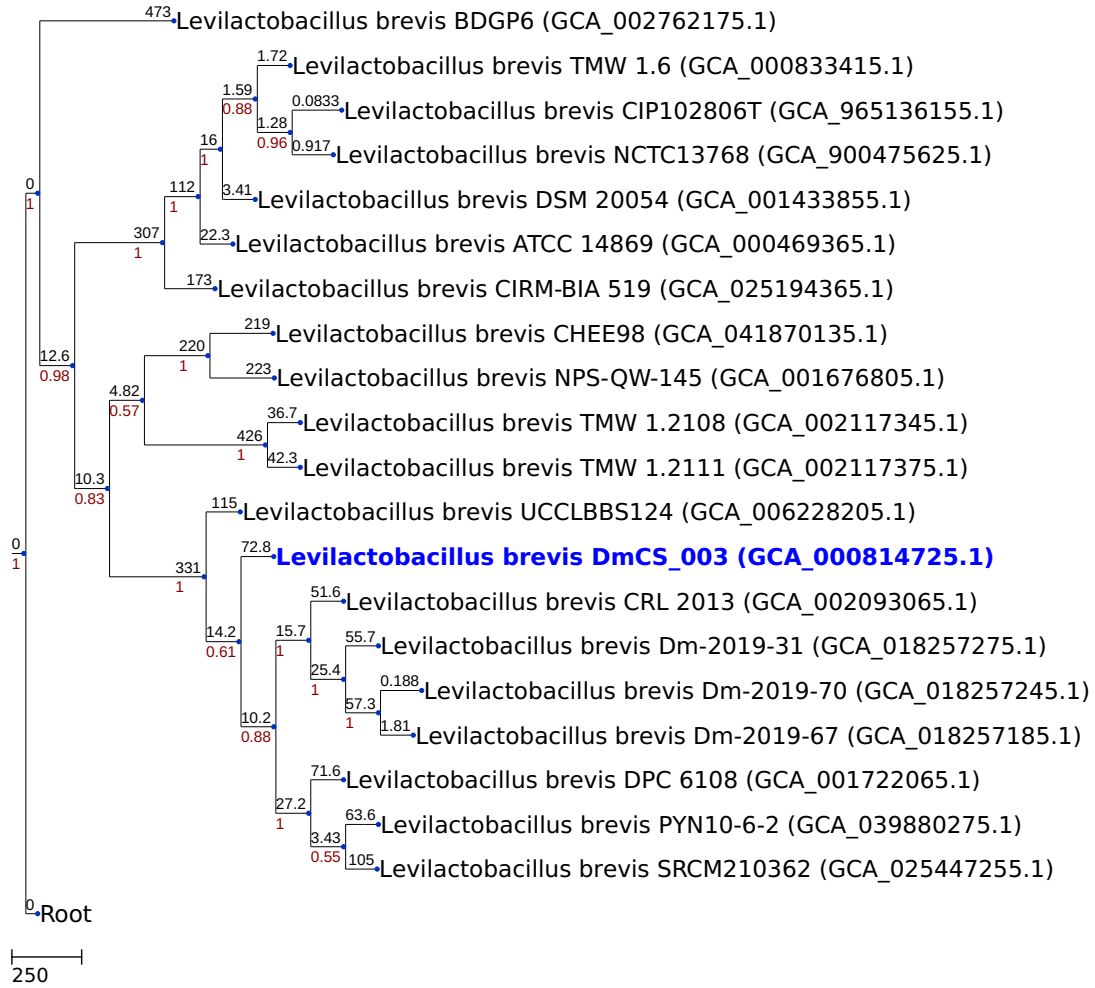 473 Levilactobacillus brevis BDGP6 (GCA_002762175.1)
1.72 Levilactobacillus brevis TMW 1.6 (GCA_000833415.1)
1.59
0.88
0.0833 Levilactobacillus brevis CIP102806T (GCA_965136155.1)
1.28
0.96
16
1
0.917 Levilactobacillus brevis NCTC13768 (GCA_900475625.1)
112
1
3.41 Levilactobacillus brevis DSM 20054 (GCA_001433855.1)
0
1
307
1
22.3 Levilactobacillus brevis ATCC 14869 (GCA_000469365.1)
173 Levilactobacillus brevis CIRM-BIA 519 (GCA_025194365.1)
219 Levilactobacillus brevis CHEE98 (GCA_041870135.1)
220
1
12.6
0.98
223 Levilactobacillus brevis NPS-QW-145 (GCA_001676805.1)
4.82
0.57
36.7 Levilactobacillus brevis TMW 1.2108 (GCA_002117345.1)
426
1
42.3 Levilactobacillus brevis TMW 1.2111 (GCA_002117375.1)
10.3
0.83
115 Levilactobacillus brevis UCCLBBS124 (GCA_006228205.1)
0
1
72.8 Levilactobacillus brevis DmCS_003 (GCA_000814725.1)
331
1
51.6 Levilactobacillus brevis CRL 2013 (GCA_002093065.1)
14.2
0.61
15.7
1
55.7 Levilactobacillus brevis Dm-2019-31 (GCA_018257275.1)
25.4
1
0.188 Levilactobacillus brevis Dm-2019-70 (GCA_018257245.1)
57.3
1
10.2
0.88
1.81 Levilactobacillus brevis Dm-2019-67 (GCA_018257185.1)
71.6 Levilactobacillus brevis DPC 6108 (GCA_001722065.1)
27.2
1
63.6 Levilactobacillus brevis PYN10-6-2 (GCA_039880275.1)
3.43
0.55
105 Levilactobacillus brevis SRCM210362 (GCA_025447255.1)
0 Root
250